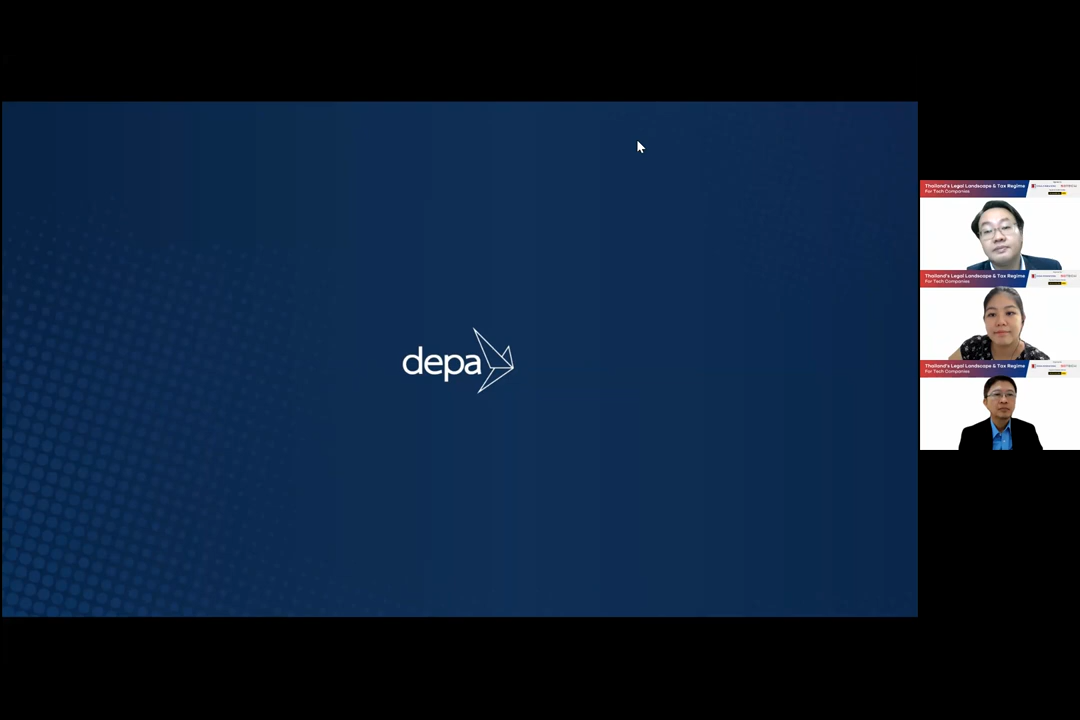 depa
Thailand's Legal Landscape & Tax Regime
For Tech Companies
Thailand's Legal Landscape & Tax Regime
For Tech Companies
Thailand's Legal Landscape & Tax Regime
For Tech Companies